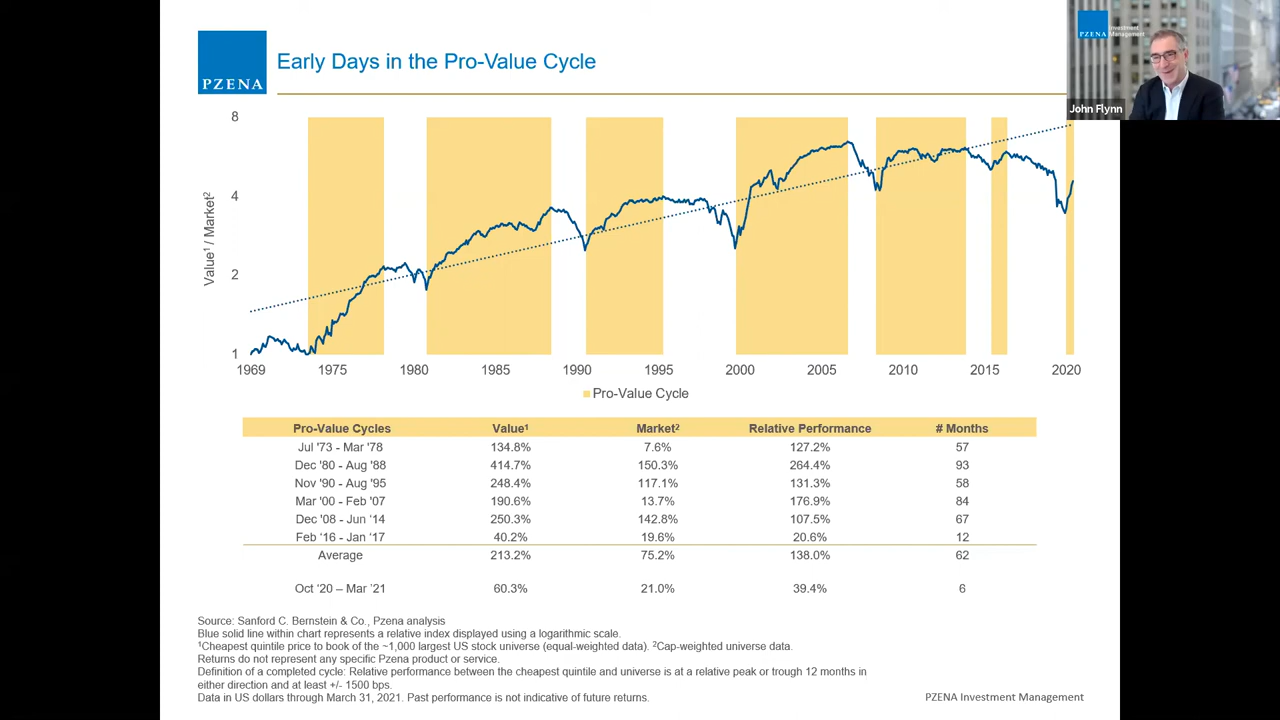 PZENA
Early Days in the Pro-Value Cycle
PZENA Investment Management
John Flynn
8
4
2
1
Value¹ / Market²
1969 1975 1980 1985 1990 1995 2000 2005 2010 2015 2020
Pro-Value Cycle
Pro-Value Cycles Value¹ Market² Relative Performance # Months
Jul '73 - Mar '78 134.8% 7.6% 127.2% 57
Dec '80 - Aug '88 414.7% 150.3% 264.4% 93
Nov '90 - Aug '95 248.4% 117.1% 131.3% 58
Mar '00 - Feb '07 190.6% 13.7% 176.9% 84
Dec '08 - Jun ‘14 250.3% 142.8% 107.5% 67
Feb ‘16 - Jan ‘17 40.2% 19.6% 20.6% 12
Average 213.2% 75.2% 138.0% 62
Oct ‘20 – Mar ’21 60.3% 21.0% 39.4% 6
Source: Sanford C. Bernstein & Co., Pzena analysis
Blue solid line within chart represents a relative index displayed using a logarithmic scale.
¹Cheapest quintile price to book of the ~1,000 largest US stock universe (equal-weighted data). ²Cap-weighted universe data.
Returns do not represent any specific Pzena product or service.
Definition of a completed cycle: Relative performance between the cheapest quintile and universe is at a relative peak or trough 12 months in
either direction and at least +/- 1500 bps.
Data in US dollars through March 31, 2021. Past performance is not indicative of future returns.
PZENA Investment Management